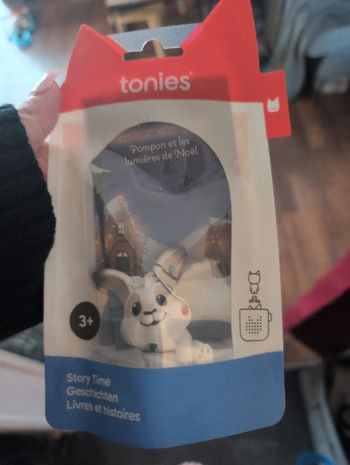 tonies®
Pompon et les
lumières de Noël
3+
Story Time
Geschichten
Livres et histoires